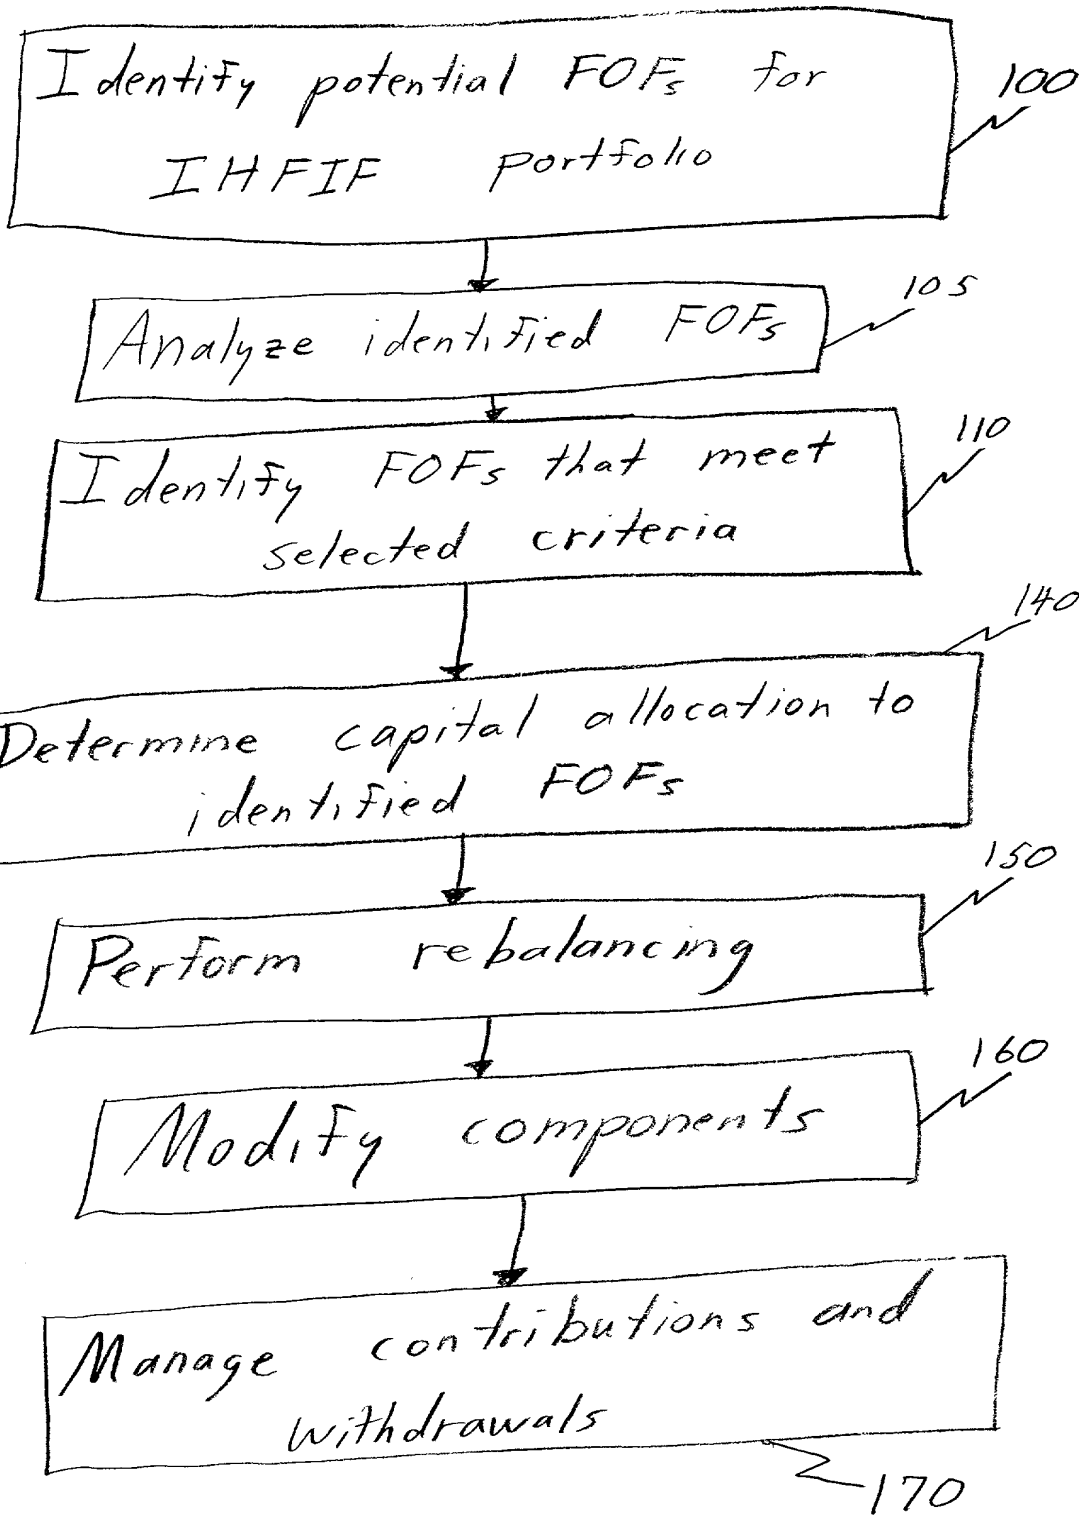 Identify potential FOFs for
IHFIF portfolio
100
Analyze identified FOFs
105
Identify FOFs that meet
selected criteria
110
140
Determine capital allocation to
identified FOFs
150
Perform rebalancing
160
Modify components
Manage contributions and
withdrawals
170